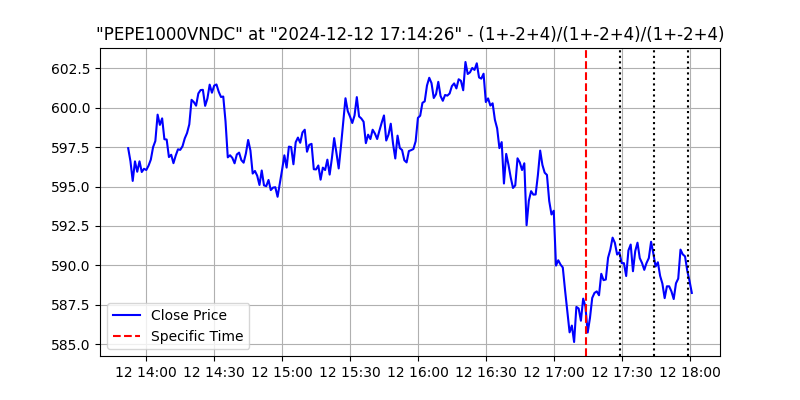 "PEPE1000VNDC" at "2024-12-12 17:14:26" - (1+-2+4)/(1+-2+4)/(1+-2+4)
602.5
600.0
597.5
595.0
592.5
590.0
587.5
585.0
Close Price
Specific Time
12 14:00 12 14:30 12 15:00 12 15:30 12 16:00 12 16:30 12 17:00 12 17:30 12 18:00